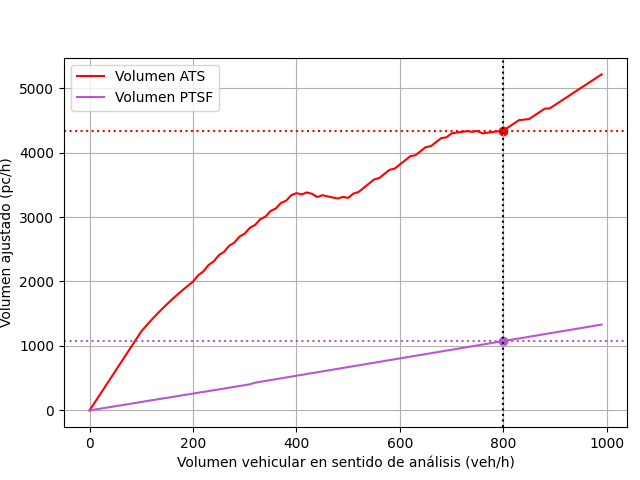 Volumen ATS
Volumen PTSF
Volumen ajustado (pc/h)
5000
4000
3000
2000
1000
0
0 200 400 600 800 1000
Volumen vehicular en sentido de análisis (veh/h)